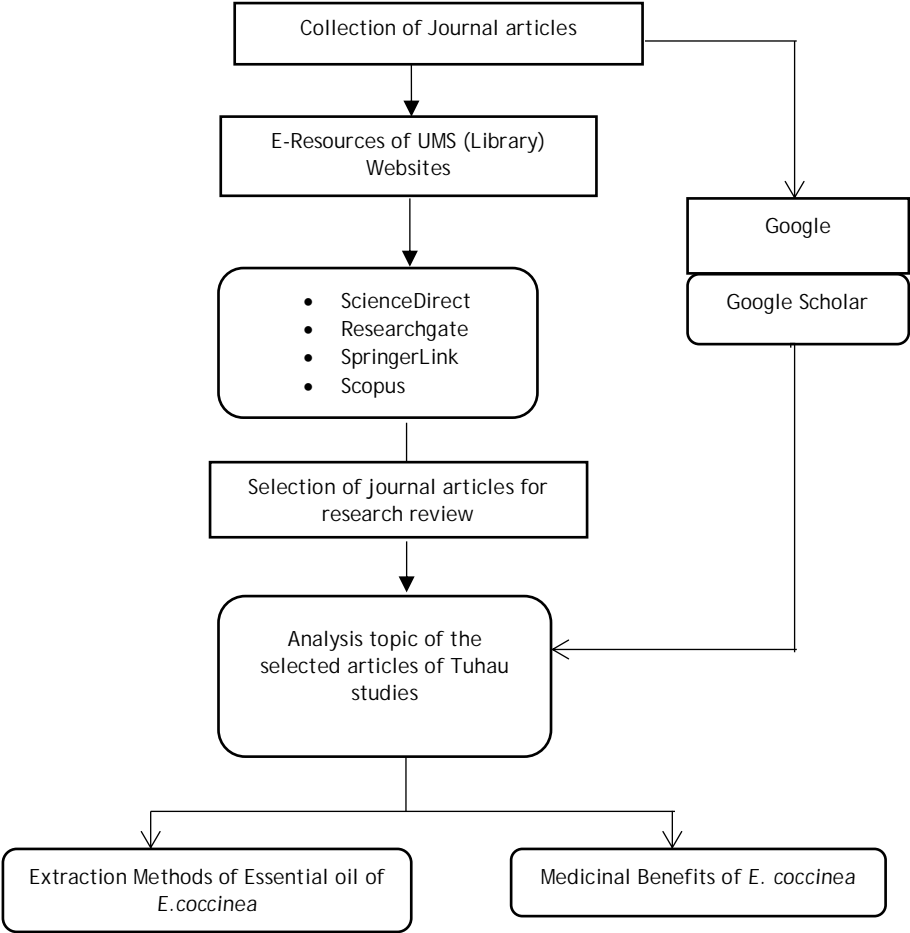 Collection of Journal articles
E-Resources of UMS (Library)
Websites
Google
Google Scholar
• ScienceDirect
• Researchgate
• SpringerLink
• Scopus
Selection of journal articles for
research review
Analysis topic of the
selected articles of Tuhau
studies
Extraction Methods of Essential oil of
E.coccinea
Medicinal Benefits of E. coccinea